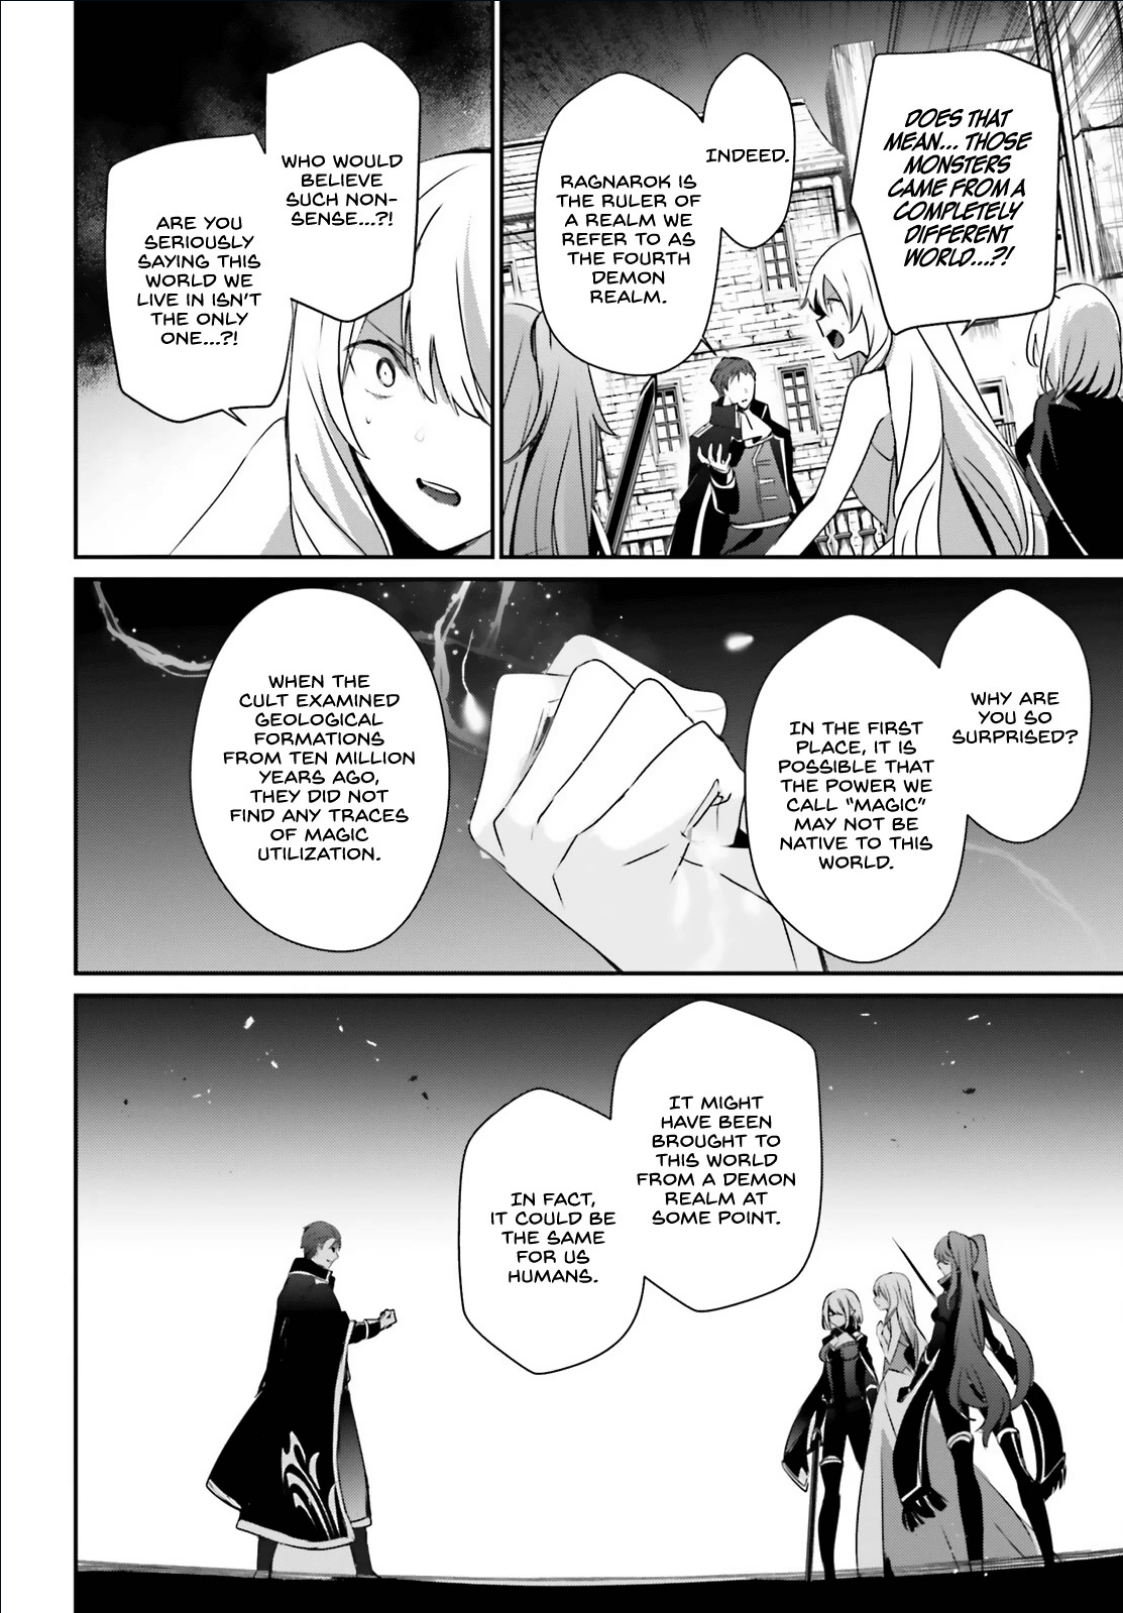 DOES THAT
MEAN... THOSE
MONSTERS
CAME FROM A
COMPLETELY
DIFFERENT
WORLD...?!
INDEED.
RAGNAROK IS
THE RULER OF
A REALM WE
REFER TO AS
THE FOURTH
DEMON
REALM.
WHO WOULD
BELIEVE
SUCH NON-
SENSE...?!
ARE YOU
SERIOUSLY
SAYING THIS
WORLD WE
LIVE IN ISN'T
THE ONLY
ONE...?!
WHY ARE
YOU SO
SURPRISED?
IN THE FIRST
PLACE, IT IS
POSSIBLE THAT
THE POWER WE
CALL "MAGIC"
MAY NOT BE
NATIVE TO THIS
WORLD.
WHEN THE
CULT EXAMINED
GEOLOGICAL
FORMATIONS
FROM TEN MILLION
YEARS AGO,
THEY DID NOT
FIND ANY TRACES
OF MAGIC
UTILIZATION.
IT MIGHT
HAVE BEEN
BROUGHT TO
THIS WORLD
FROM A DEMON
REALM AT
SOME POINT.
IN FACT,
IT COULD BE
THE SAME
FOR US
HUMANS.